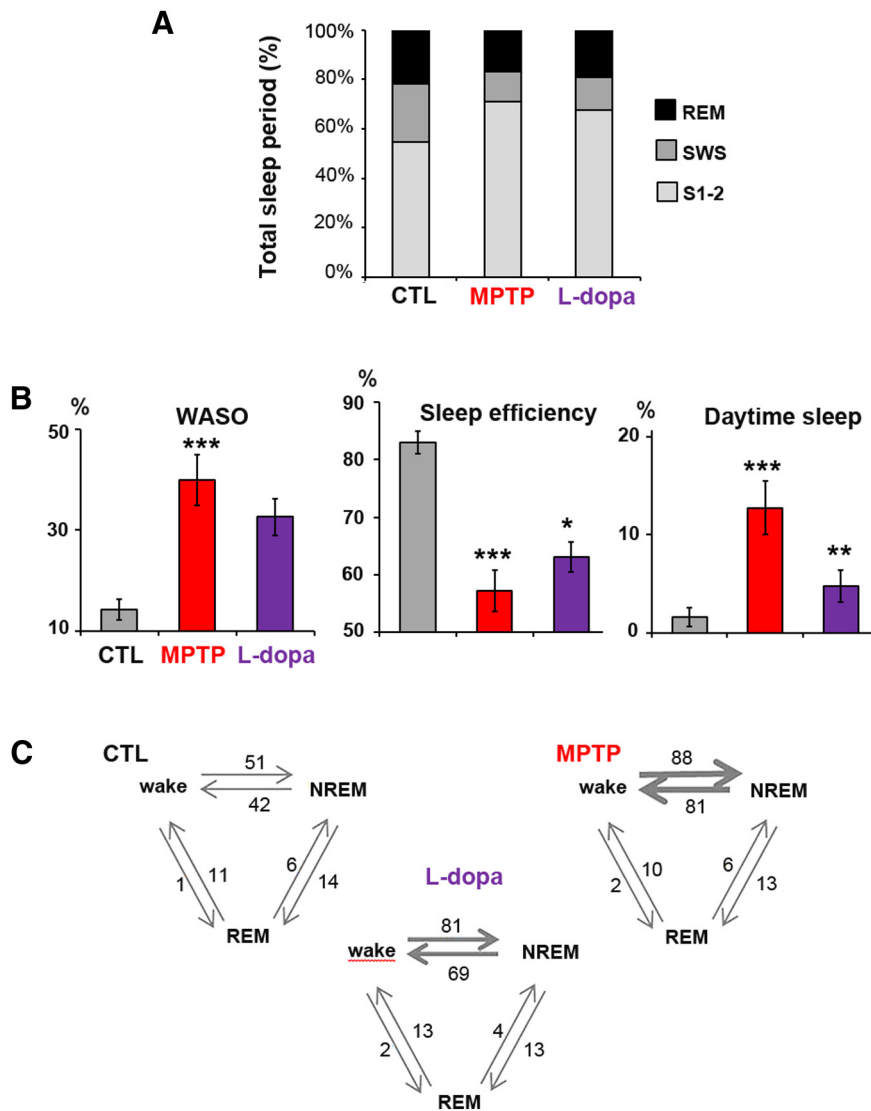 A
Total sleep period (%)
100%
80%
60%
40%
20%
0%
CTL MPTP L-dopa
REM
SWS
S1-2
B
% WASO
50
30
10
***
CTL MPTP L-dopa
% Sleep efficiency
90
80
70
60
50
***
*
% Daytime sleep
20
10
0
***
**
C
CTL
wake 51 NREM
42
1 11 6 14
REM
MPTP
wake 88 NREM
81
2 10 6 13
REM
L-dopa
wake 81 NREM
69
2 13 4 13
REM